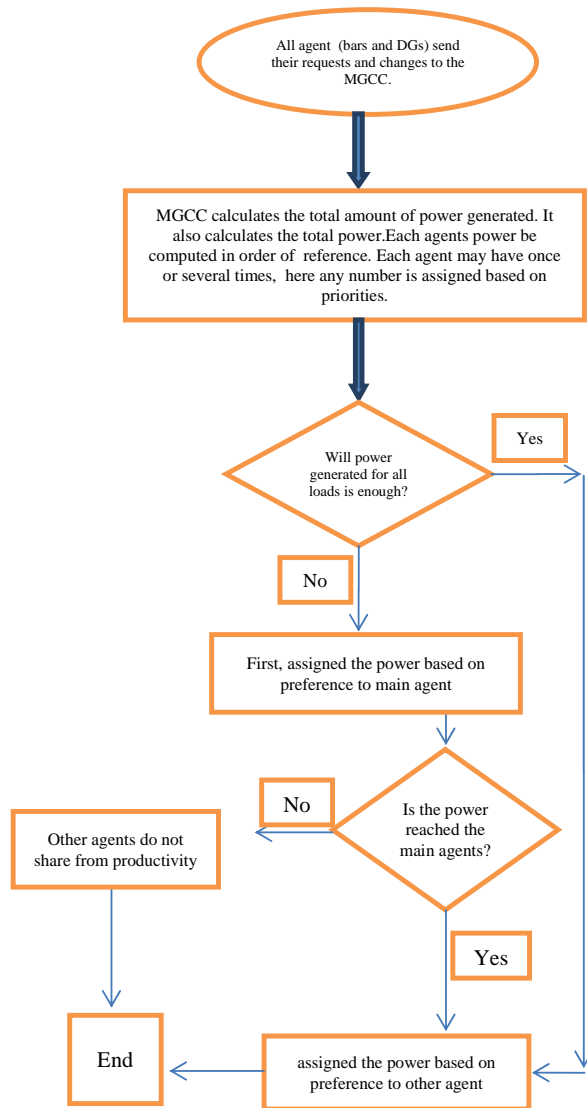 All agent (bars and DGs) send
their requests and changes to the
MGCC.
MGCC calculates the total amount of power generated. It
also calculates the total power.Each agents power be
computed in order of reference. Each agent may have once
or several times, here any number is assigned based on
priorities.
Will power
generated for all
loads is enough?
Yes
No
First, assigned the power based on
preference to main agent
Is the power
reached the
main agents?
No
Other agents do not
share from productivity
Yes
assigned the power based on
preference to other agent
End